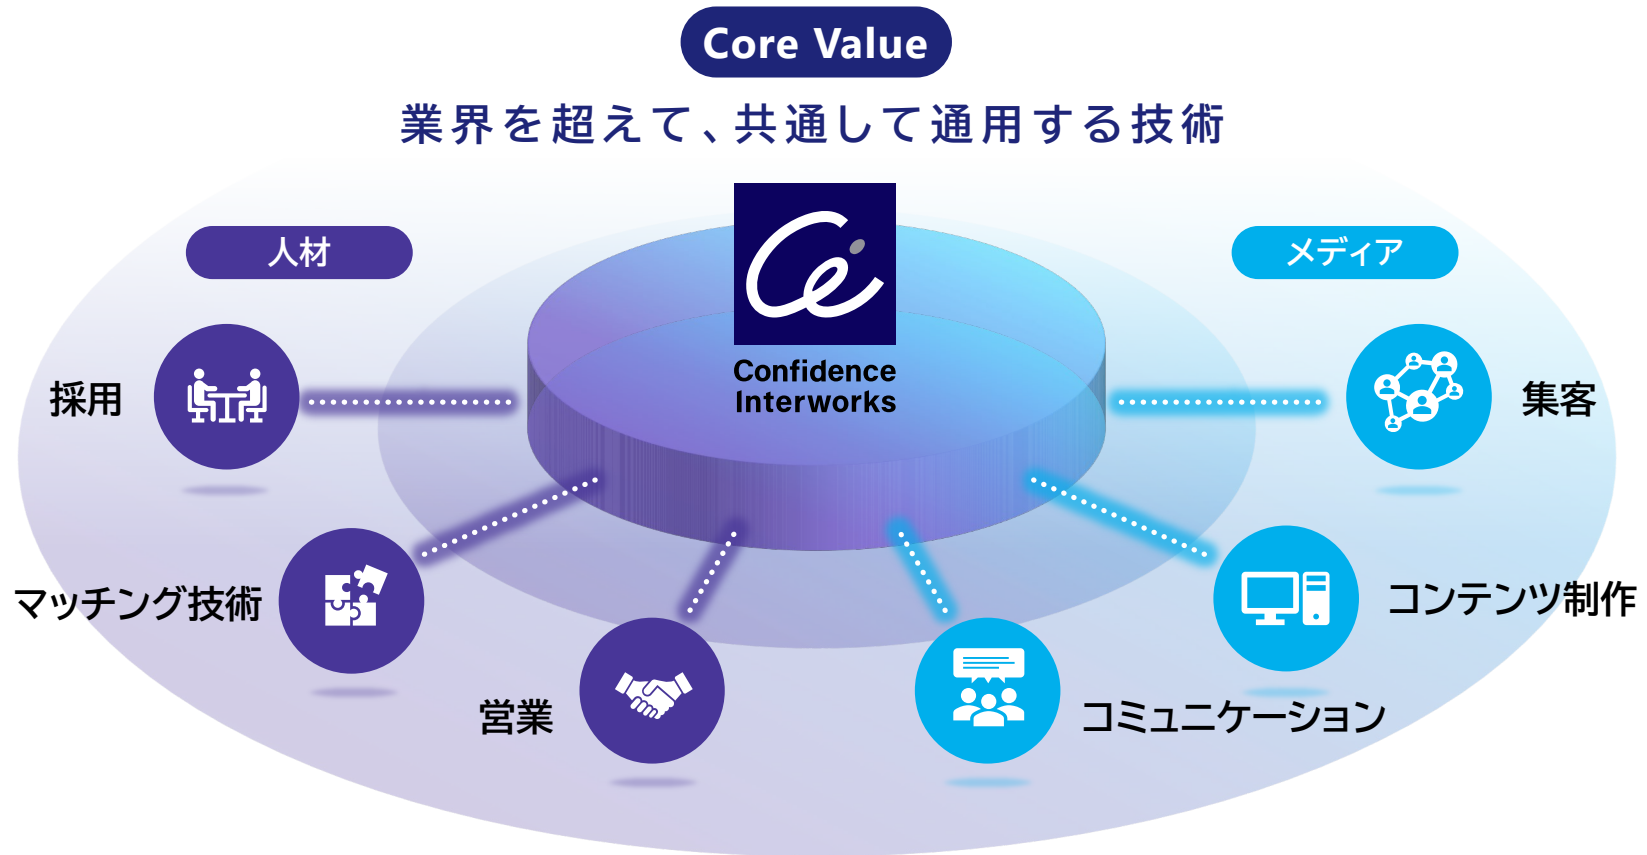 Core Value
業界を超えて、共通して通用する技術
人材
メディア
Confidence
Interworks
採用
集客
マッチング技術
コンテンツ制作
営業
コミュニケーション